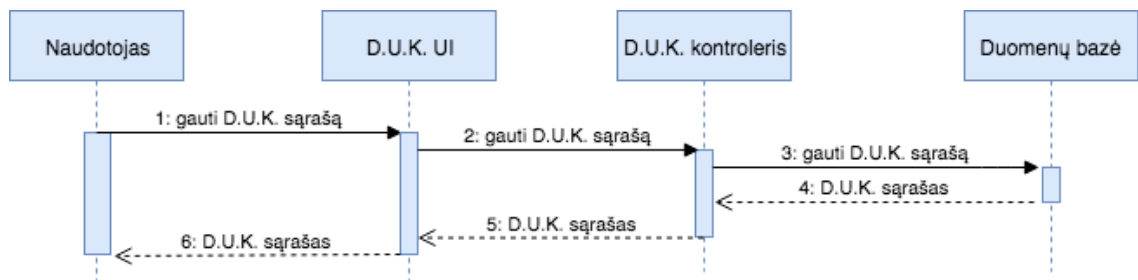 Naudotojas
D.U.K. UI
D.U.K. kontroleris
Duomenų bazė
1: gauti D.U.K. sąrašą
2: gauti D.U.K. sąrašą
3: gauti D.U.K. sąrašą
4: D.U.K. sąrašas
5: D.U.K. sąrašas
6: D.U.K. sąrašas